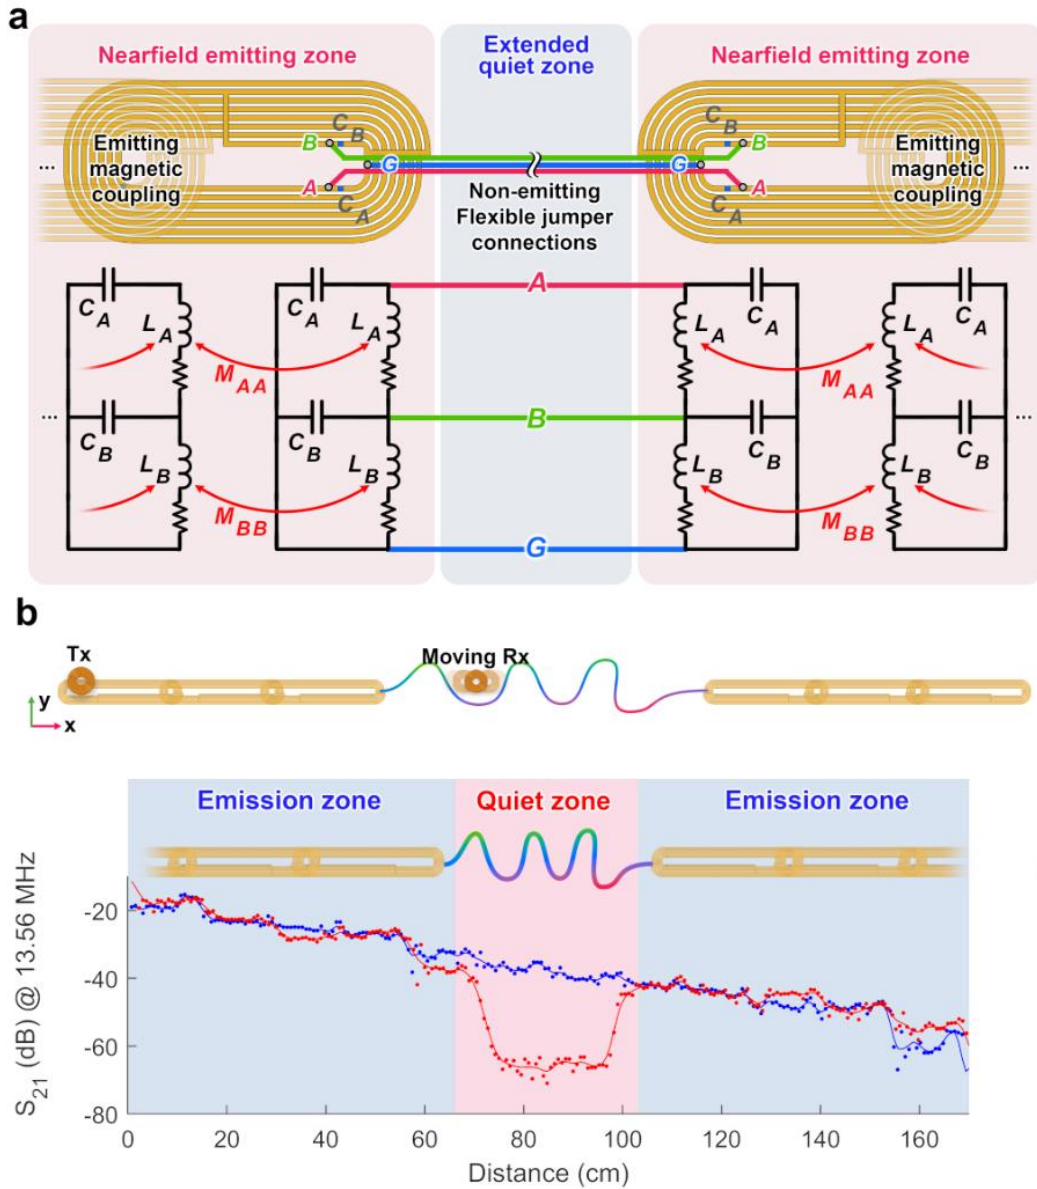 a
Nearfield emitting zone
Extended
quiet zone
Nearfield emitting zone
C_B
B
G
A
C_A
Emitting
magnetic
coupling
...
Non-emitting
Flexible jumper
connections
C_B
B
G
A
C_A
Emitting
magnetic
coupling
...
C_A
L_A
M_AA
C_A
L_A
A
L_A
C_A
M_AA
L_A
C_A
...
C_B
L_B
M_BB
C_B
L_B
B
L_B
C_B
M_BB
L_B
C_B
...
G
b
Tx
Moving Rx
y
x
Emission zone
Quiet zone
Emission zone
S_21 (dB) @ 13.56 MHz
-20
-40
-60
-80
0 20 40 60 80 100 120 140 160
Distance (cm)